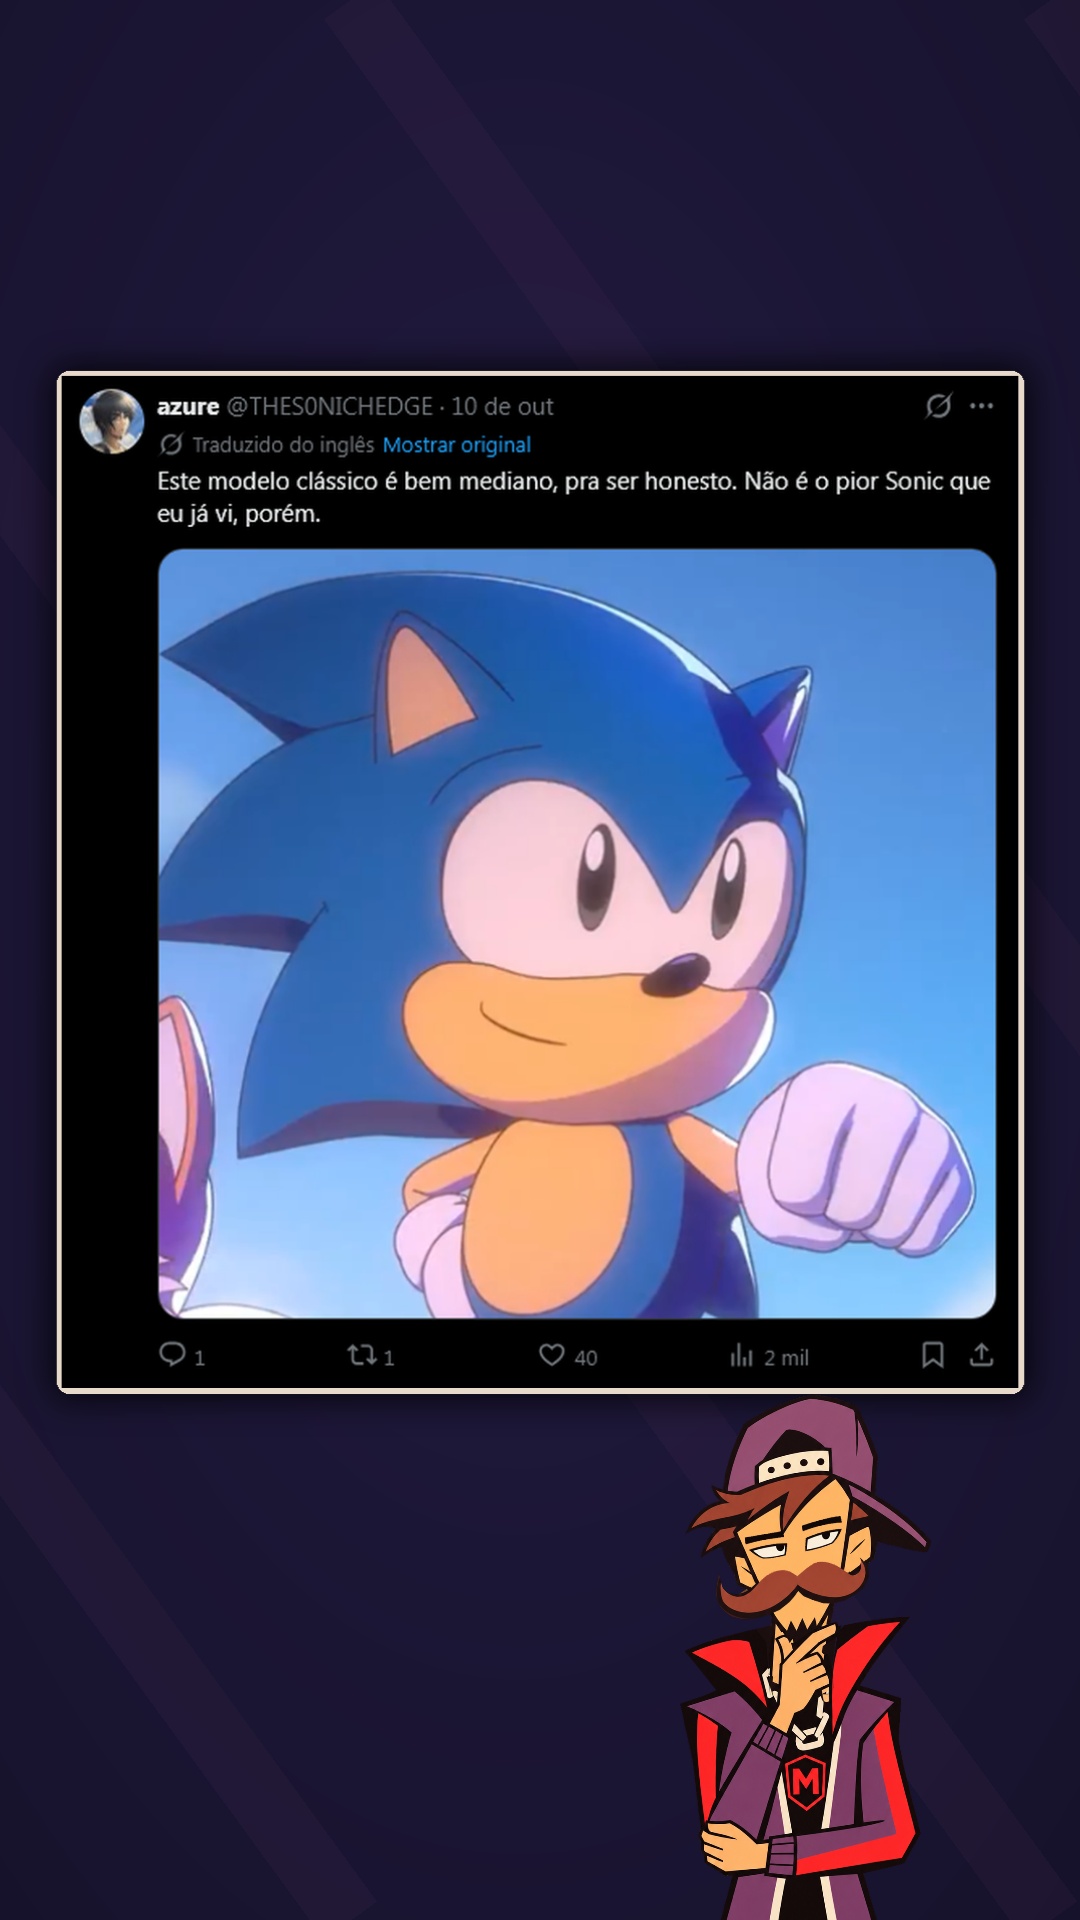 azure @THES0NICHEDGE · 10 de out
Traduzido do inglês Mostrar original
Este modelo clássico é bem mediano, pra ser honesto. Não é o pior Sonic que
eu já vi, porém.
1 1 40 2 mil
M